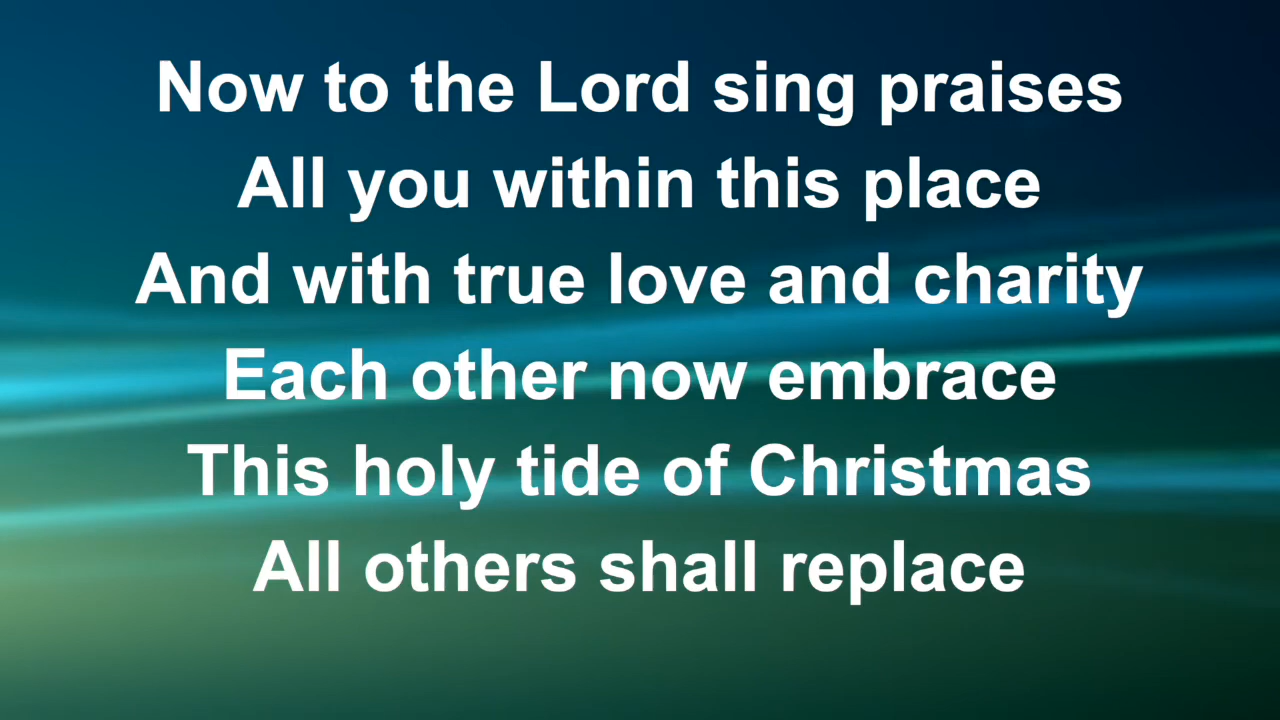 Now to the Lord sing praises
All you within this place
And with true love and charity
Each other now embrace
This holy tide of Christmas
All others shall replace